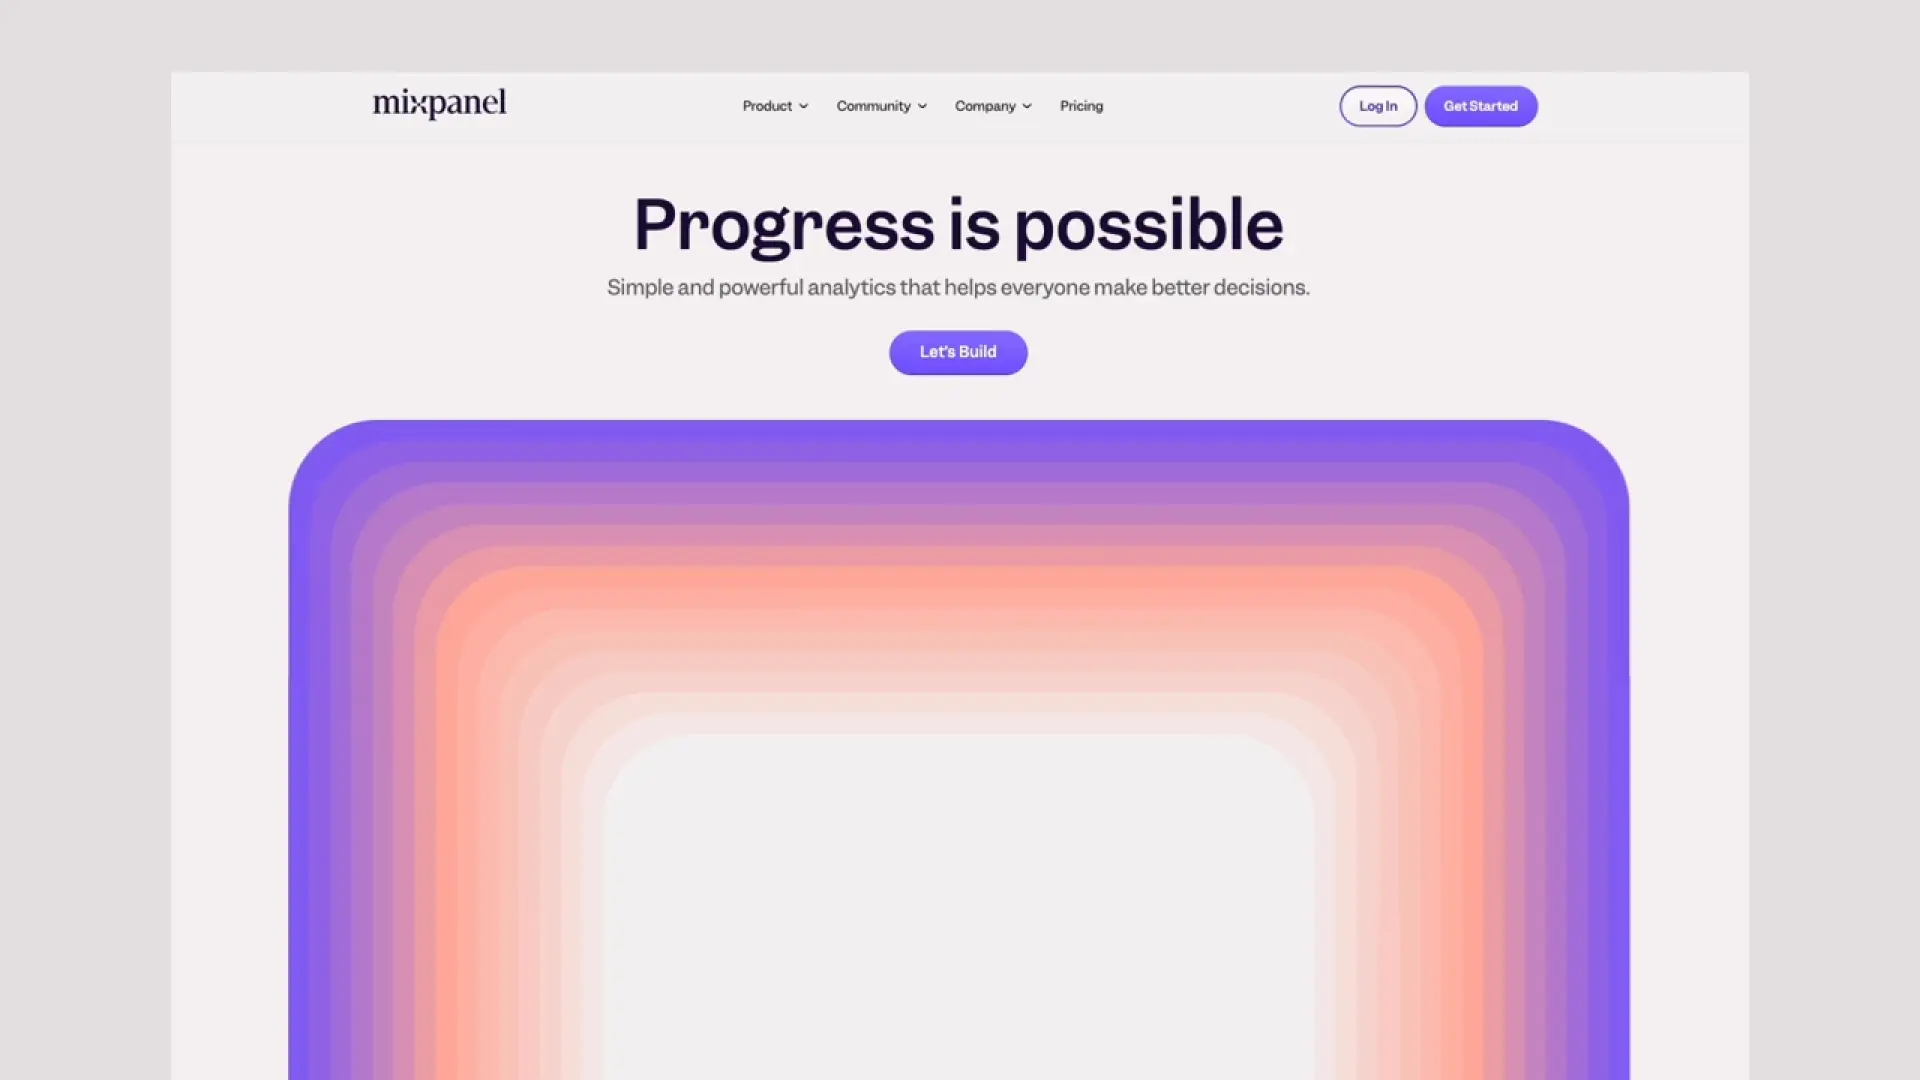 mixpanel
Product
Community
Company
Pricing
Log In
Get Started
Progress is possible
Simple and powerful analytics that helps everyone make better decisions.
Let's Build